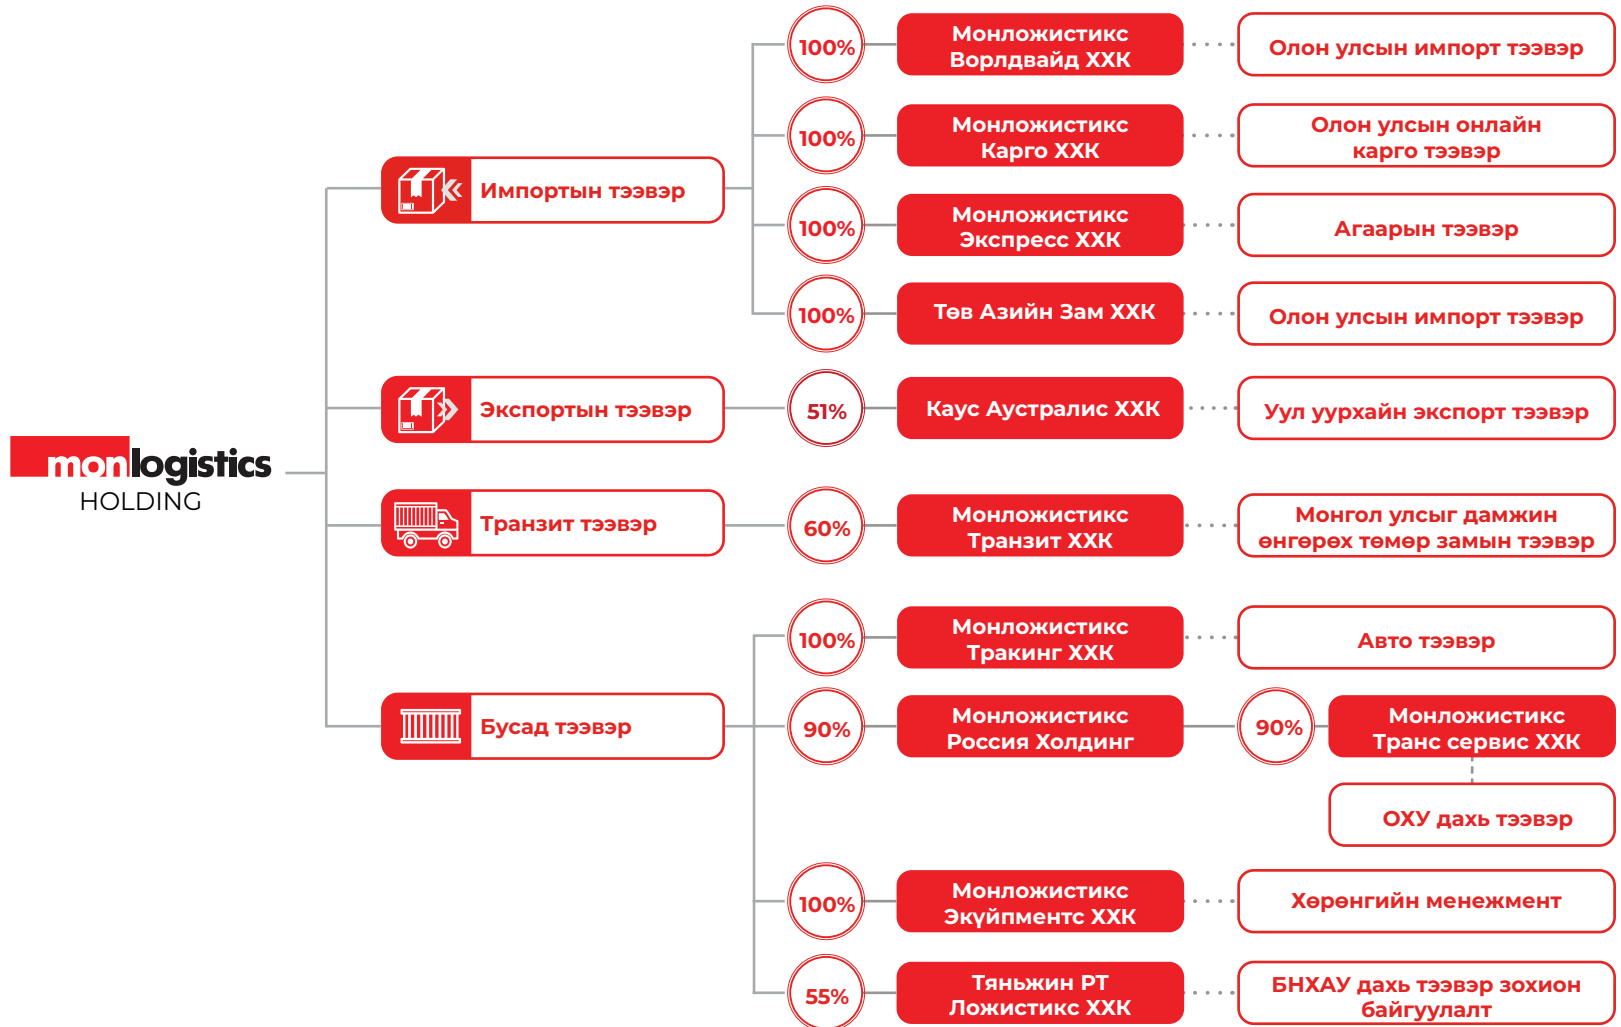 monlogistics
HOLDING
Импортын тээвэр
100%
Монложистикс
Ворлдвайд ХХК
Олон улсын импорт тээвэр
100%
Монложистикс
Карго ХХК
Олон улсын онлайн
карго тээвэр
100%
Монложистикс
Экспресс ХХК
Агаарын тээвэр
100%
Төв Азийн Зам ХХК
Олон улсын импорт тээвэр
Экспортын тээвэр
51%
Каус Аустралис ХХК
Уул уурхайн экспорт тээвэр
Транзит тээвэр
60%
Монложистикс
Транзит ХХК
Монгол улсыг дамжин
өнгөрөх төмөр замын тээвэр
Бусад тээвэр
100%
Монложистикс
Тракинг ХХК
Авто тээвэр
90%
Монложистикс
Россия Холдинг
90%
Монложистикс
Транс сервис ХХК
ОХУ дахь тээвэр
100%
Монложистикс
Экүйпментс ХХК
Хөрөнгийн менежмент
55%
Тяньжин РТ
Ложистикс ХХК
БНХАУ дахь тээвэр зохион
байгуулалт